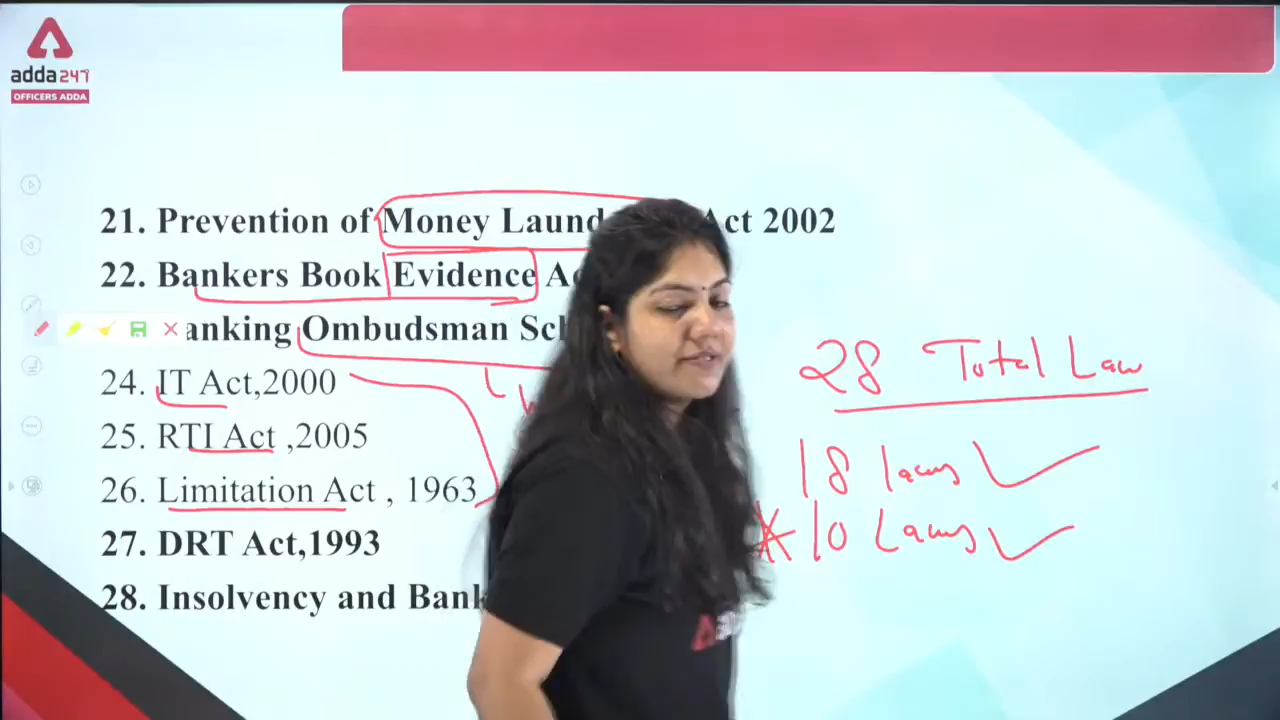 adda247
OFFICERS ADDA
21. Prevention of Money Laund Act 2002
22. Bankers Book Evidence Ac
anking Ombudsman Sch
24. IT Act,2000
25. RTI Act ,2005
26. Limitation Act , 1963
27. DRT Act,1993
28. Insolvency and Bank
28 Total Law
18 laws
10 Laws